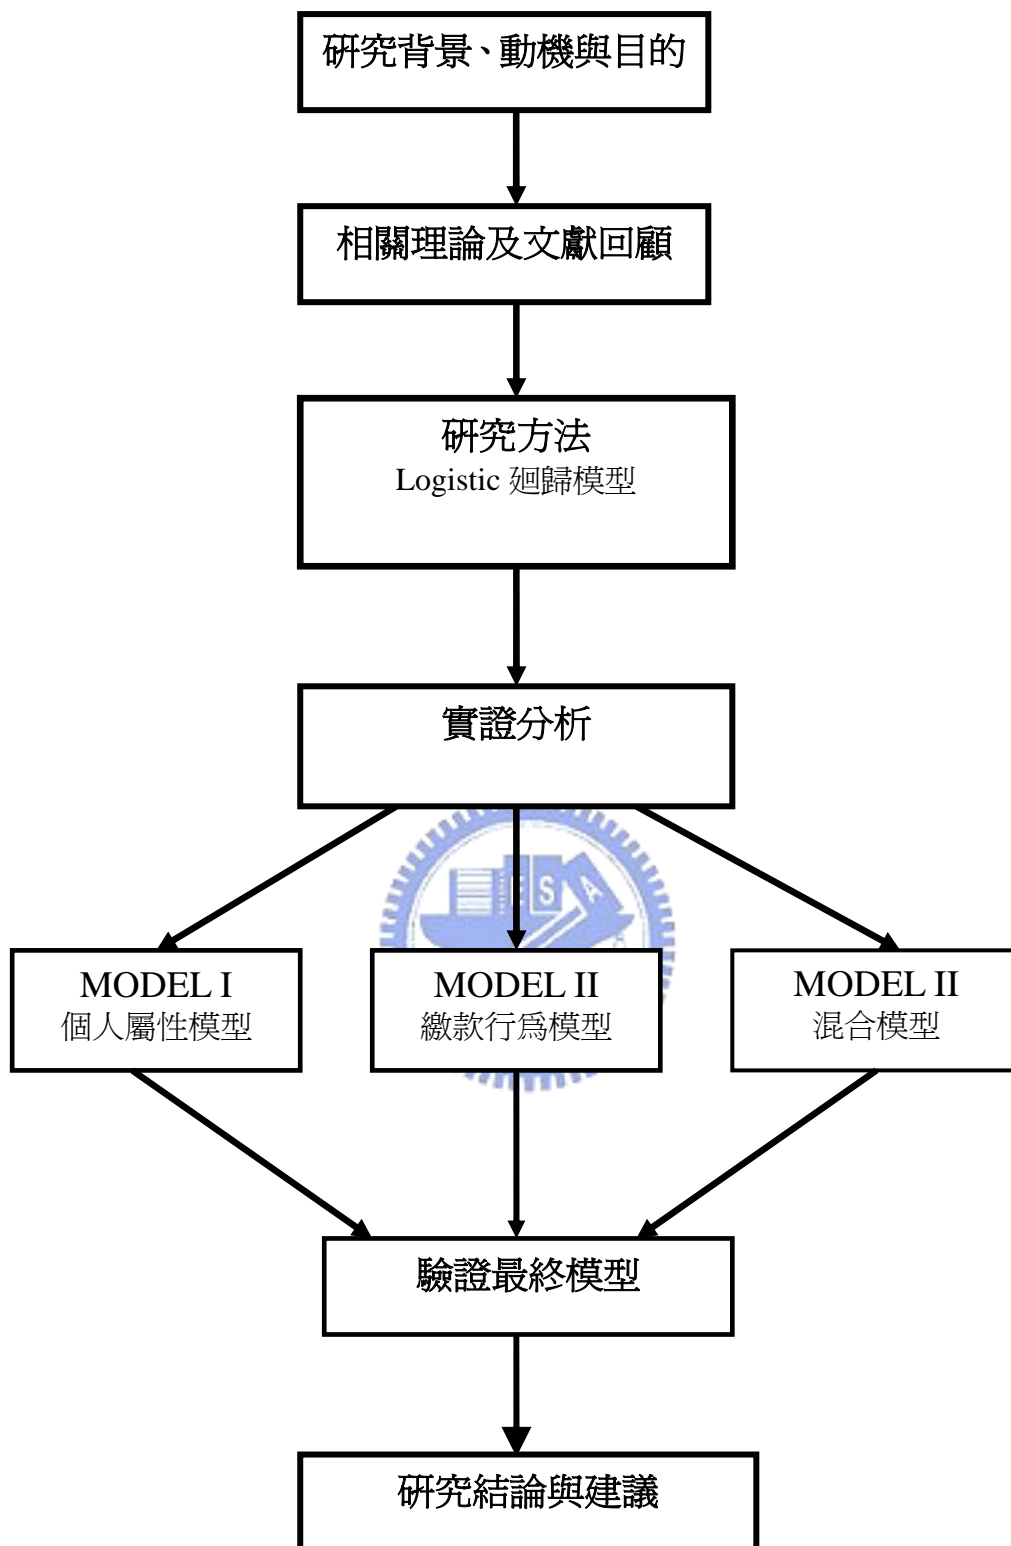 研究背景、動機與目的
相關理論及文獻回顧
研究方法
Logistic 廻歸模型
實證分析
E S A
MODEL I
個人屬性模型
MODEL II
繳款行爲模型
MODEL II
混合模型
驗證最終模型
研究結論與建議